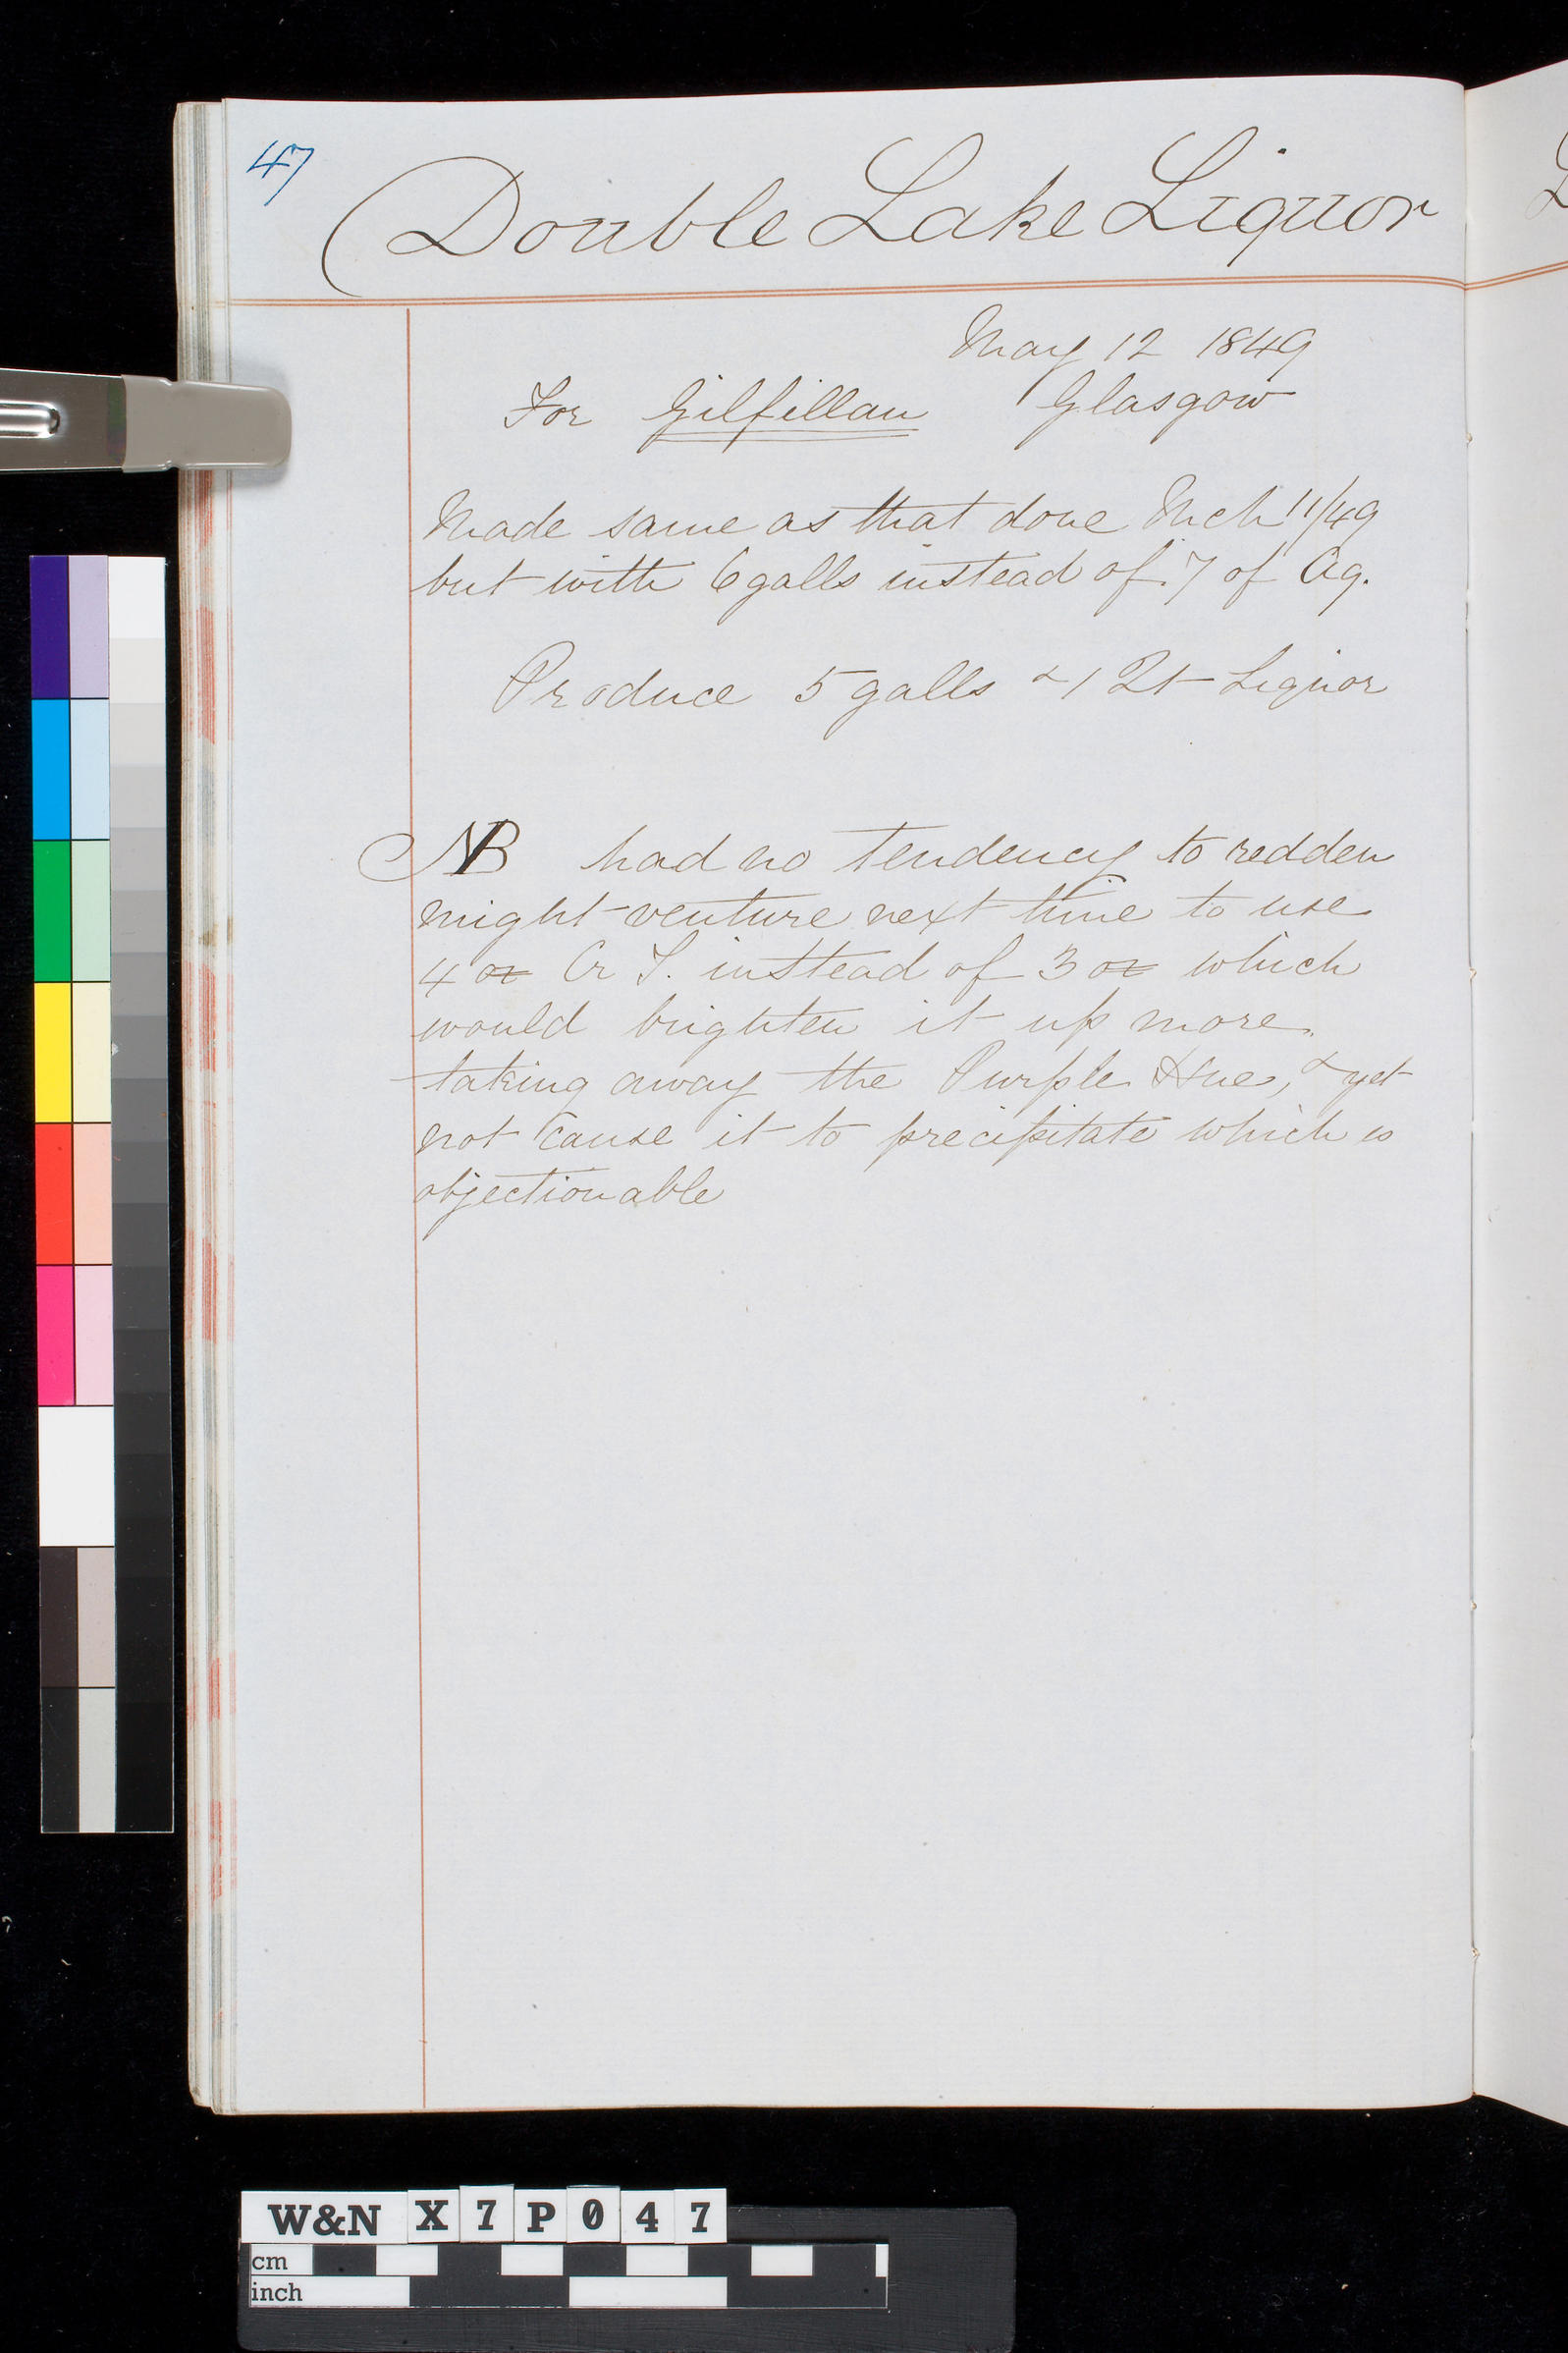 47
Double Lake Liquor
May 12 1849
For Gilfillan Glasgow
Made same as that done Mch 11/49
but with 6 galls instead of 7 of Aq.
Produce 5 galls & 1 Qt Liquor
NB had no tendency to redden
might venture next time to use
4 oz Cr T. instead of 3 oz which
would brighten it up more
taking away the Purple Hue, & yet
not cause it to precipitate which is
objectionable
W&N X7P047
cm
inch